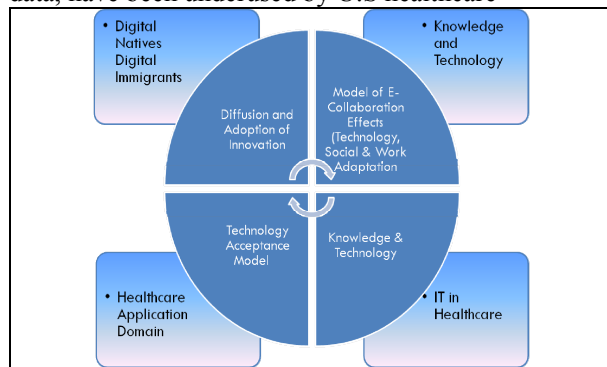 data, have been underused by U.S healthcare
• Digital
Natives
Digital
Immigrants
• Knowledge
and
Technology
Diffusion and
Adoption of
Innovation
Model of E-
Collaboration
Effects
(Technology,
Social & Work
Adaptation
Technology
Acceptance
Model
Knowledge &
Technology
• Healthcare
Application
Domain
• IT in
Healthcare